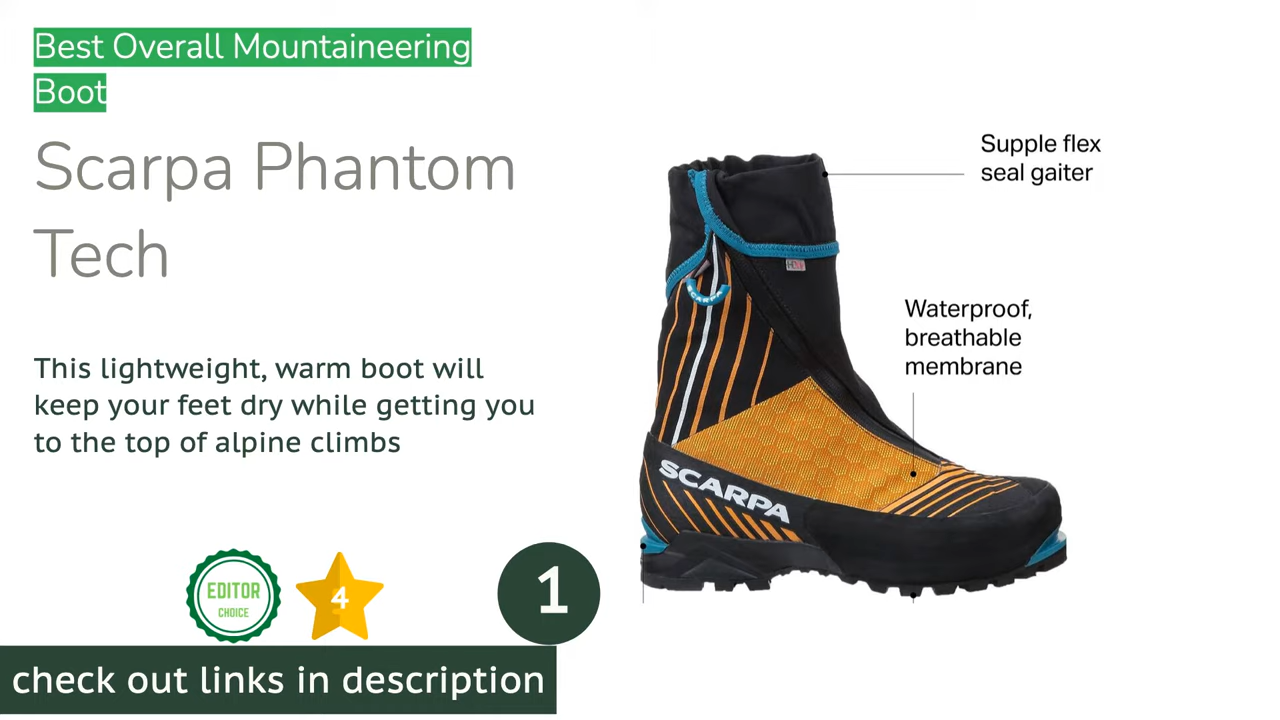 Best Overall Mountaineering
Boot
Scarpa Phantom
Tech
This lightweight, warm boot will
keep your feet dry while getting you
to the top of alpine climbs
EDITOR
CHOICE
4
1
check out links in description
Supple flex
seal gaiter
Waterproof,
breathable
membrane
SCARPA
SCARPA